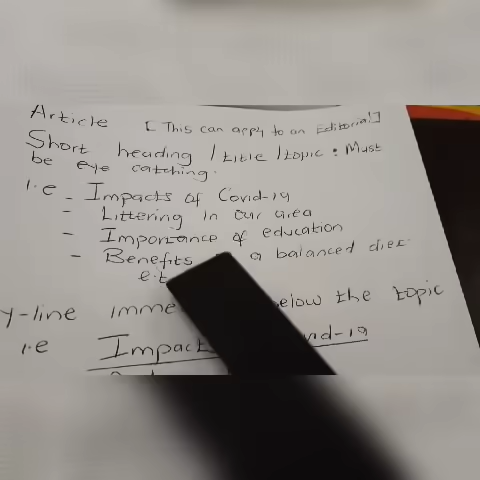 Article [This can apply to an Editorial]
Short heading / title / topic : Must
be eye catching.
i.e - Impacts of Covid-19
- Littering in our area
- Importance of education
- Benefits a balanced diet
e.t
y-line imme elow the topic
i.e Impact vid-19